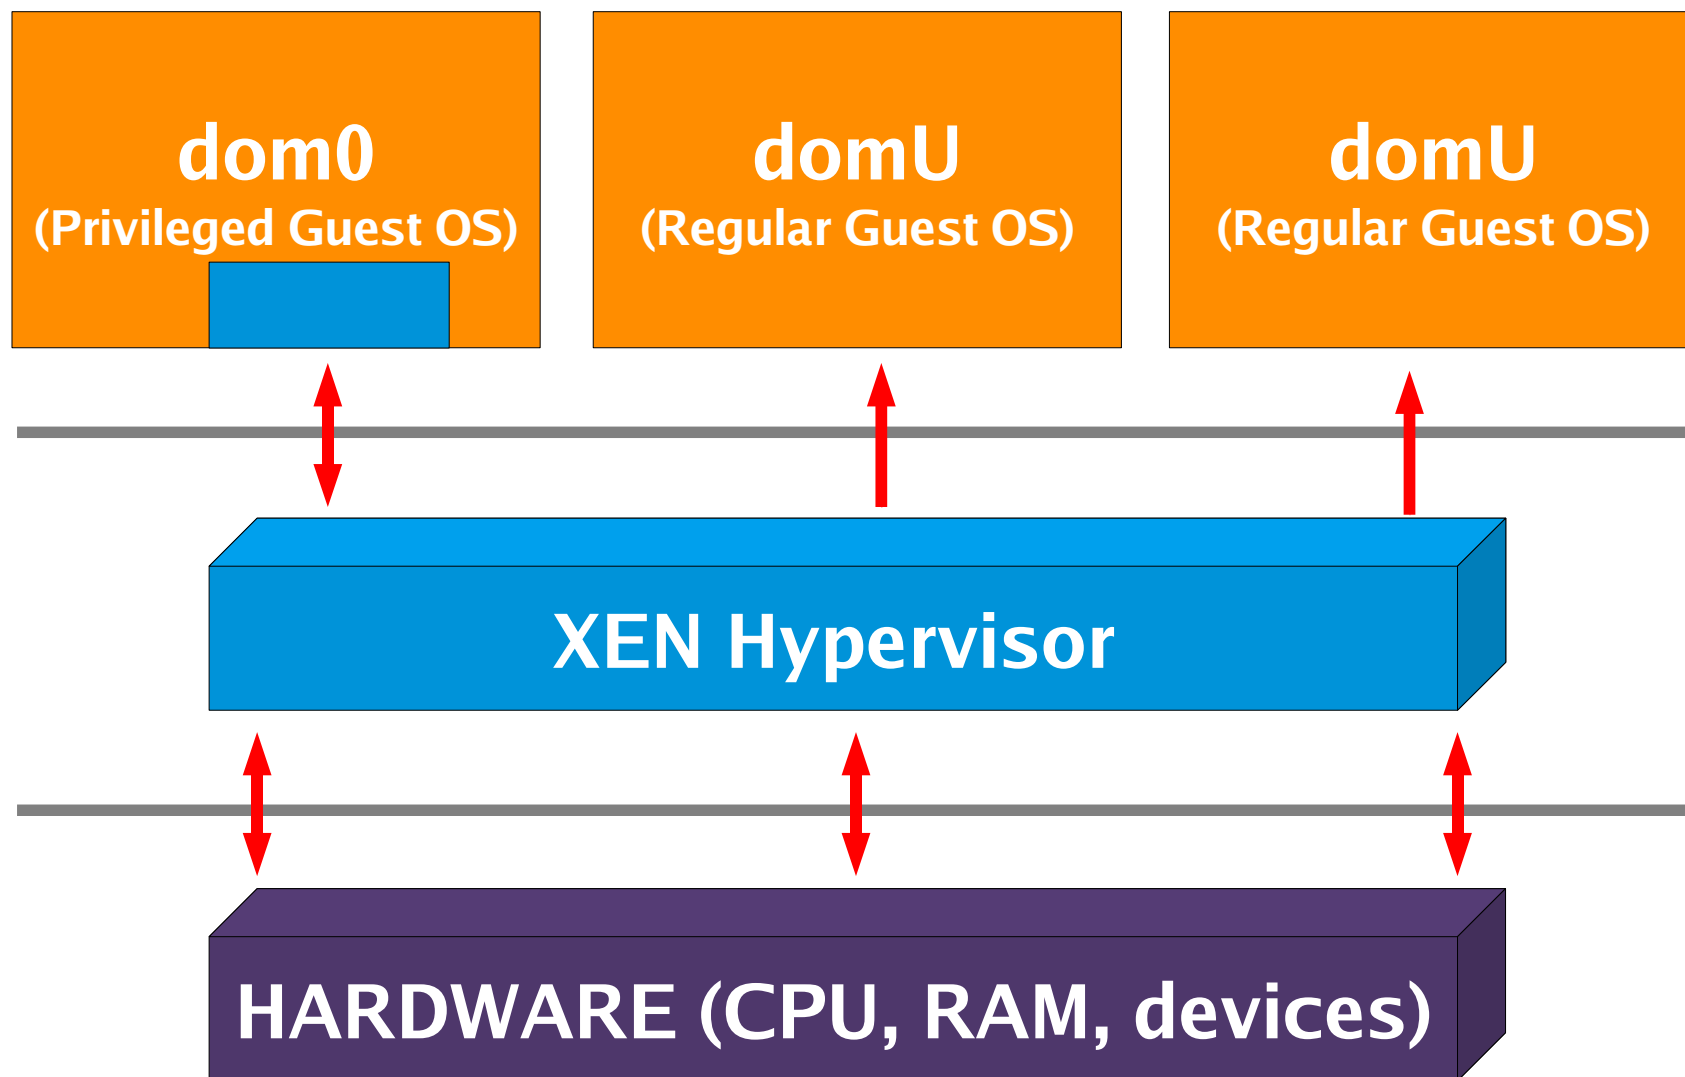 dom0
(Privileged Guest OS)
domU
(Regular Guest OS)
domU
(Regular Guest OS)
XEN Hypervisor
HARDWARE (CPU, RAM, devices)